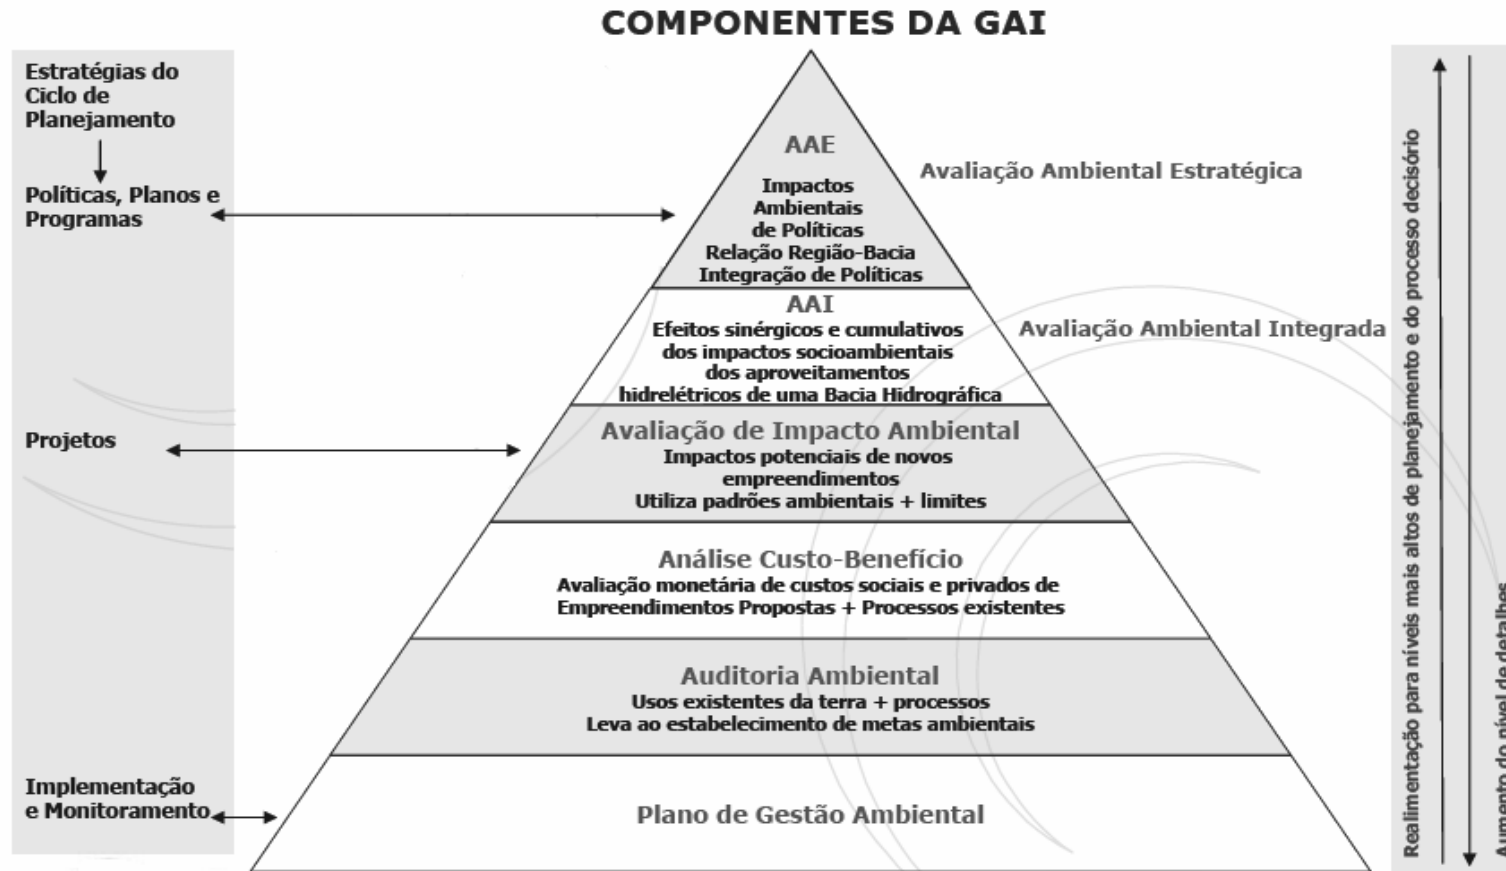 COMPONENTES DA GAI
Estratégias do
Ciclo de
Planejamento
Políticas, Planos e
Programas
Projetos
Implementação
e Monitoramento
AAE
Impactos
Ambientais
de Políticas
Relação Região-Bacia
Integração de Políticas
Avaliação Ambiental Estratégica
AAI
Efeitos sinérgicos e cumulativos
dos impactos socioambientais
dos aproveitamentos
hidrelétricos de uma Bacia Hidrográfica
Avaliação Ambiental Integrada
Avaliação de Impacto Ambiental
Impactos potenciais de novos
empreendimentos
Utiliza padrões ambientais + limites
Análise Custo-Benefício
Avaliação monetária de custos sociais e privados de
Empreendimentos Propostas + Processos existentes
Auditoria Ambiental
Usos existentes da terra + processos
Leva ao estabelecimento de metas ambientais
Plano de Gestão Ambiental
Realimentação para níveis mais altos de planejamento e do processo decisório
Aumento do nível de detalhes